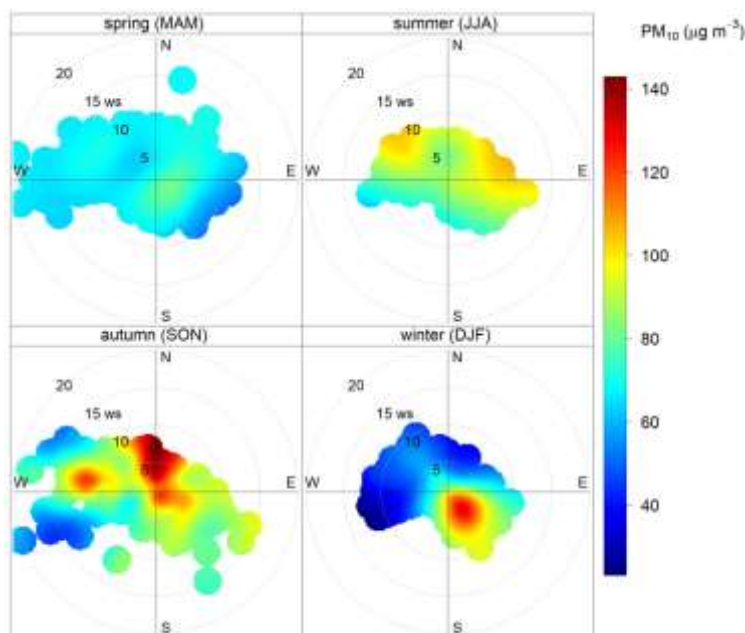 spring (MAM)
summer (JJA)
PM10 (μg m−3)
N
20
15 ws
10
5
W
E
S
N
20
15 ws
10
5
W
E
S
140
120
100
80
60
40
autumn (SON)
winter (DJF)
N
20
15 ws
10
5
W
E
S
N
20
15 ws
10
5
W
E
S